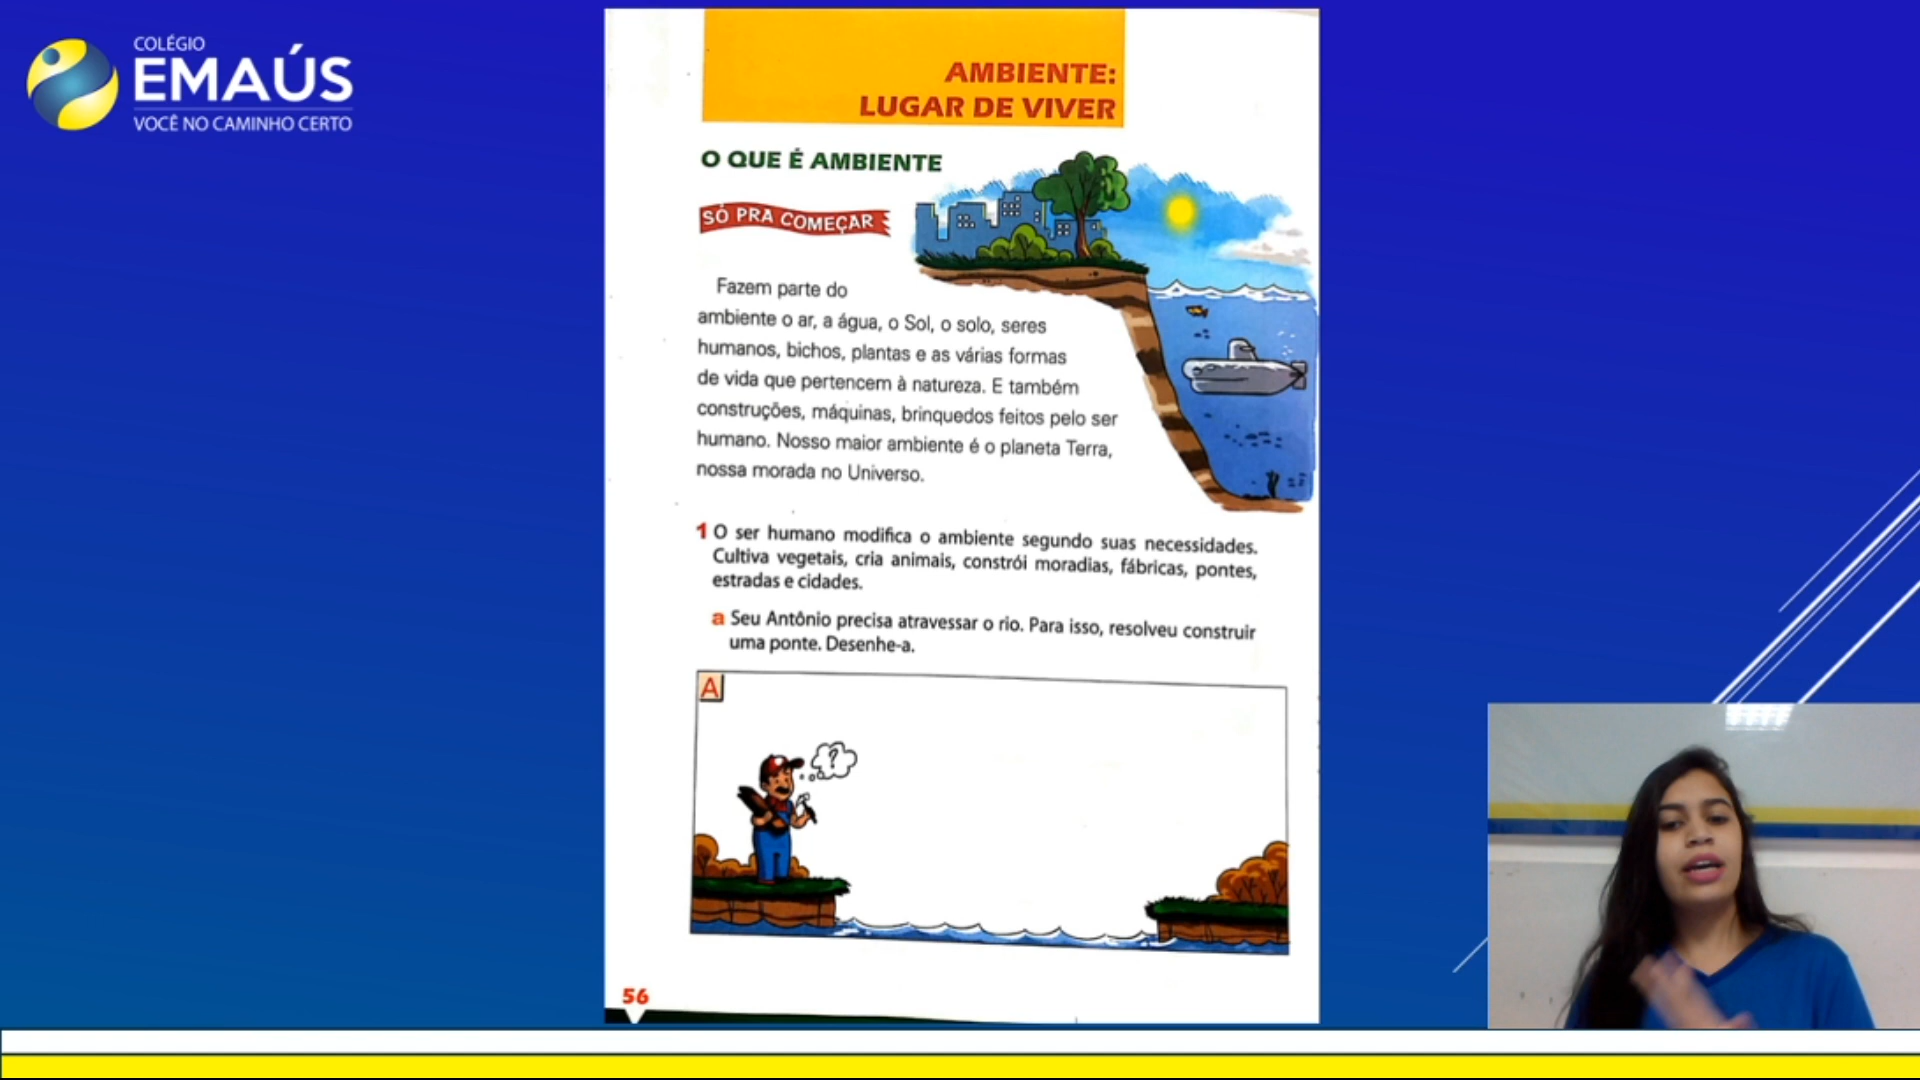 COLÉGIO
EMAÚS
VOCÊ NO CAMINHO CERTO
AMBIENTE:
LUGAR DE VIVER
O QUE É AMBIENTE
SÓ PRA COMEÇAR
Fazem parte do
ambiente o ar, a água, o Sol, o solo, seres
humanos, bichos, plantas e as várias formas
de vida que pertencem à natureza. E também
construções, máquinas, brinquedos feitos pelo ser
humano. Nosso maior ambiente é o planeta Terra,
nossa morada no Universo.
1 O ser humano modifica o ambiente segundo suas necessidades.
Cultiva vegetais, cria animais, constrói moradias, fábricas, pontes,
estradas e cidades.
a Seu Antônio precisa atravessar o rio. Para isso, resolveu construir
uma ponte. Desenhe-a.
A
?
56